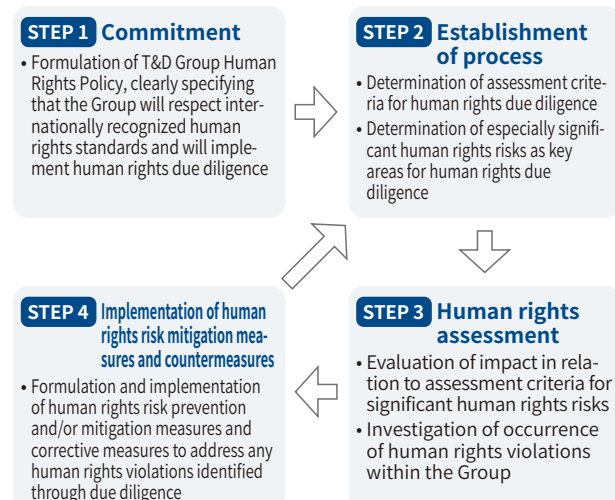 STEP 1 Commitment
• Formulation of T&D Group Human
Rights Policy, clearly specifying
that the Group will respect inter-
nationally recognized human
rights standards and will imple-
ment human rights due diligence
STEP 2 Establishment
of process
• Determination of assessment crite-
ria for human rights due diligence
• Determination of especially signifi-
cant human rights risks as key
areas for human rights due
diligence
STEP 3 Human rights
assessment
• Evaluation of impact in rela-
tion to assessment criteria for
significant human rights risks
• Investigation of occurrence
of human rights violations
within the Group
STEP 4 Implementation of human
rights risk mitigation mea-
sures and countermeasures
• Formulation and implementation
of human rights risk prevention
and/or mitigation measures and
corrective measures to address any
human rights violations identified
through due diligence